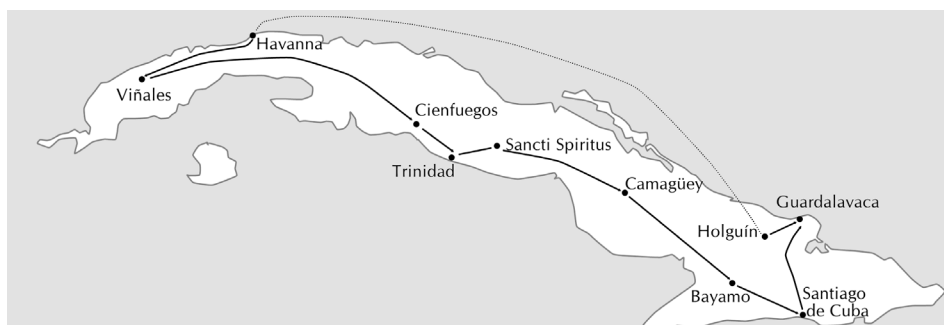 Havanna
Viñales
Cienfuegos
Sancti Spiritus
Trinidad
Camagüey
Guardalavaca
Holguín
Bayamo
Santiago
de Cuba